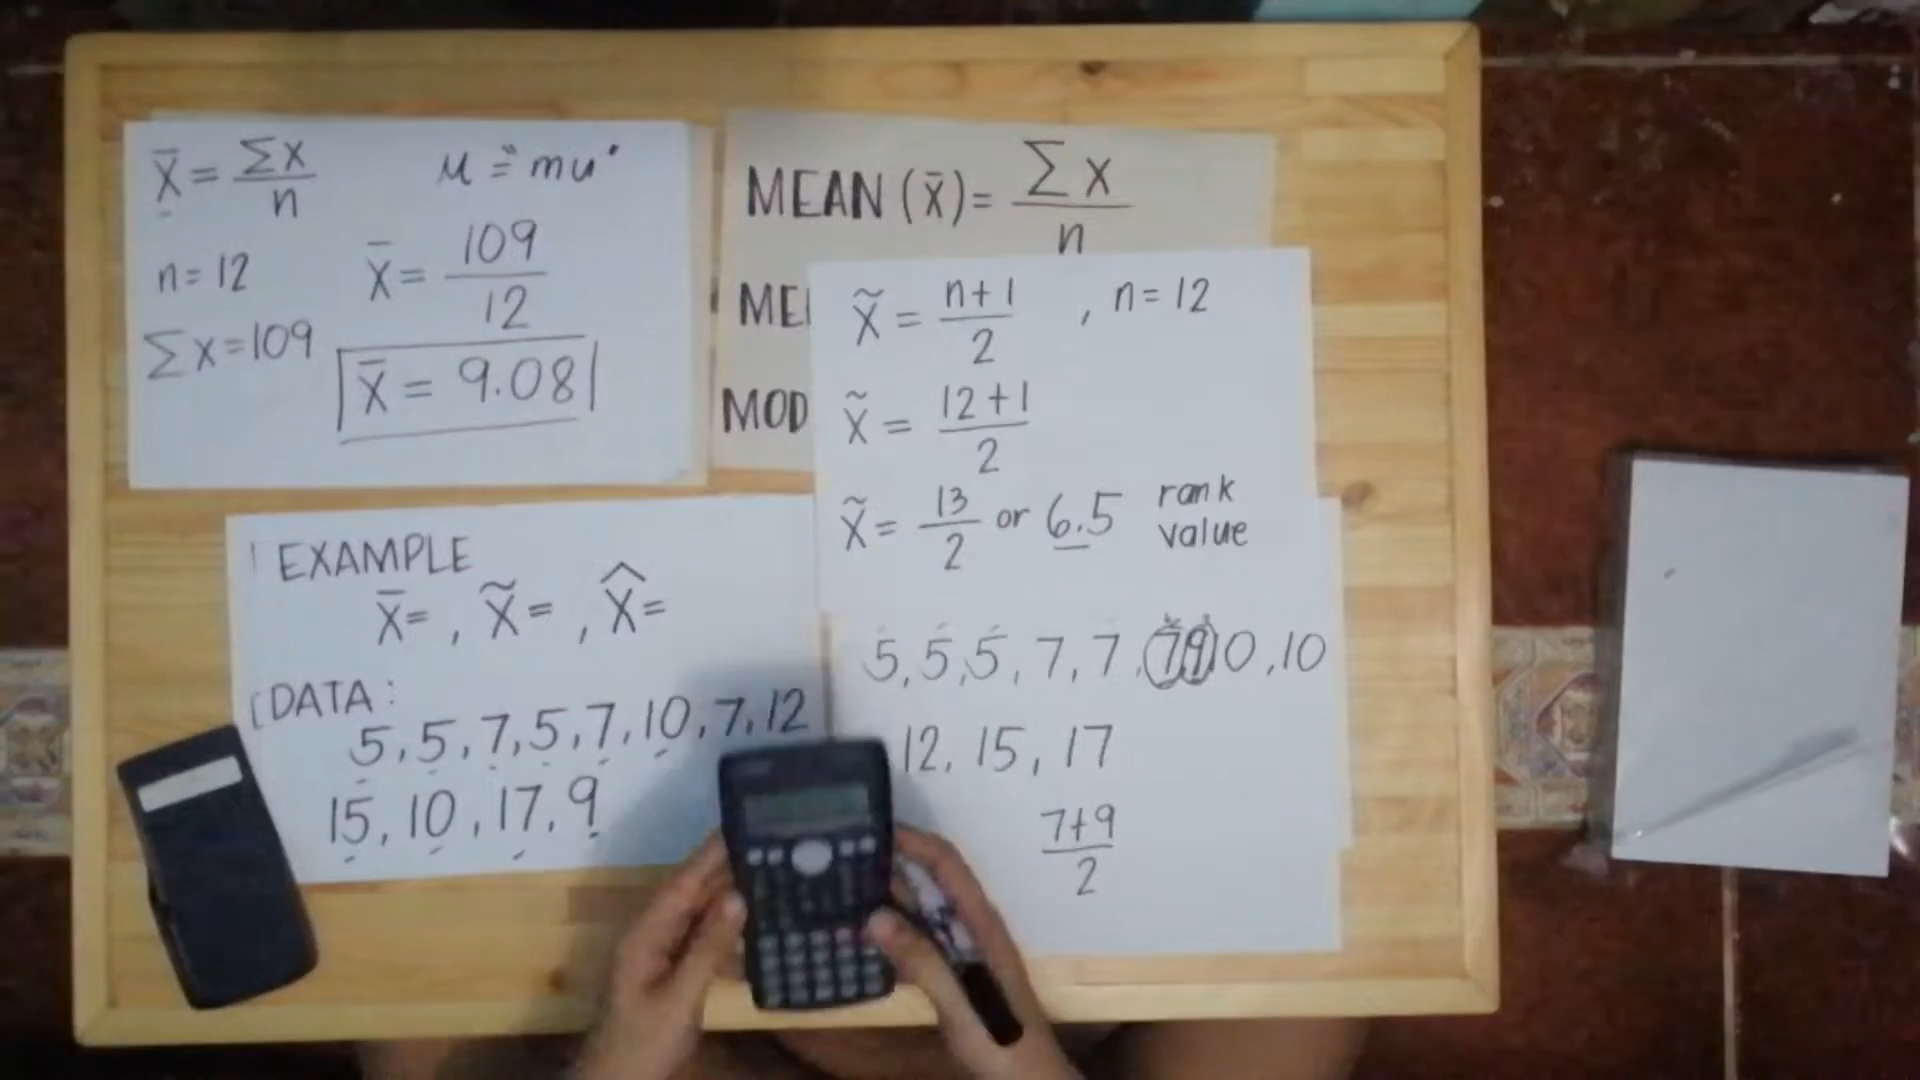 X̄ = ΣX / n
μ = "mu"
n = 12
X̄ = 109 / 12
Σx = 109
X̄ = 9.08
MEAN (x̄) = Σx / n
MEI
MOD
X̃ = n+1 / 2 , n = 12
X̃ = 12+1 / 2
X̃ = 13 / 2 or 6.5 rank value
5, 5, 5, 7, 7, 7 9 10, 10
12, 15, 17
7+9 / 2
EXAMPLE
X̄ = , X̃ = , X̂ =
DATA:
5, 5, 7, 5, 7, 10, 7, 12
15, 10, 17, 9